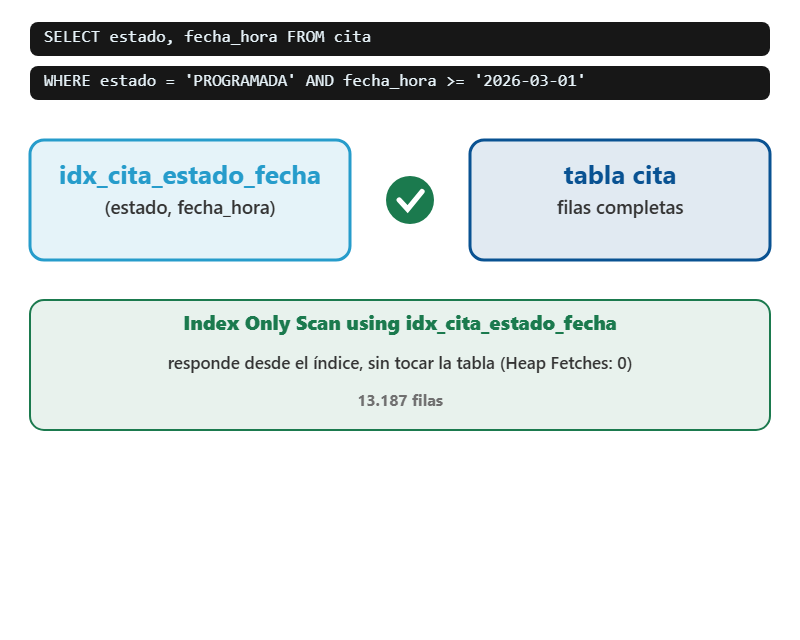 SELECT estado, fecha_hora FROM cita
WHERE estado = 'PROGRAMADA' AND fecha_hora >= '2026-03-01'
idx_cita_estado_fecha
(estado, fecha_hora)
tabla cita
filas completas
Index Only Scan using idx_cita_estado_fecha
responde desde el índice, sin tocar la tabla (Heap Fetches: 0)
13.187 filas